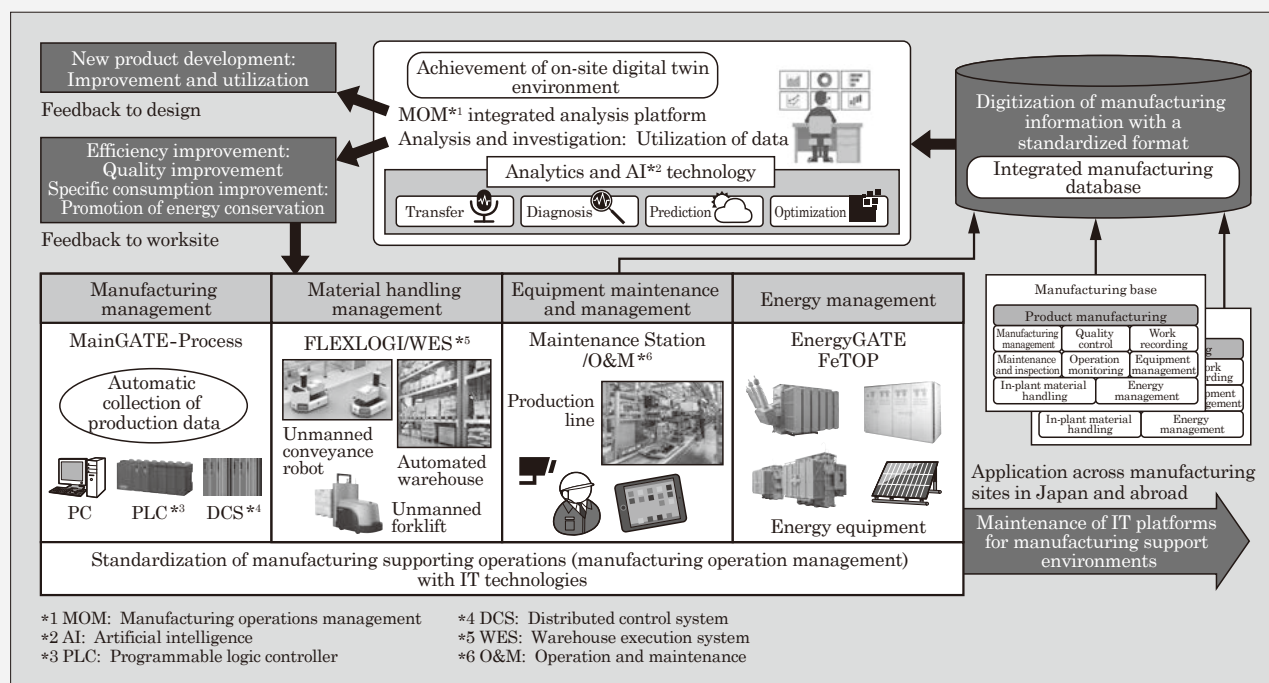 New product development:
Improvement and utilization
Feedback to design
Efficiency improvement:
Quality improvement
Specific consumption improvement:
Promotion of energy conservation
Feedback to worksite
Achievement of on-site digital twin
environment
MOM*1 integrated analysis platform
Analysis and investigation: Utilization of data
Analytics and AI*2 technology
Transfer
Diagnosis
Prediction
Optimization
Digitization of manufacturing
information with a
standardized format
Integrated manufacturing
database
Manufacturing
management
MainGATE-Process
Automatic
collection of
production data
PC
PLC*3
DCS*4
Material handling
management
FLEXLOGI/WES*5
Unmanned
conveyance
robot
Automated
warehouse
Unmanned
forklift
Equipment maintenance
and management
Maintenance Station
/O&M*6
Production
line
Energy management
EnergyGATE
FeTOP
Energy equipment
Standardization of manufacturing supporting operations (manufacturing operation management)
with IT technologies
Manufacturing base
Product manufacturing
Manufacturing
management
Quality
control
Work
recording
Maintenance
and inspection
Operation
monitoring
Equipment
management
In-plant material
handling
Energy
management
In-plant material
handling
Energy
management
Application across manufacturing
sites in Japan and abroad
Maintenance of IT platforms
for manufacturing support
environments
*1 MOM: Manufacturing operations management
*2 AI: Artificial intelligence
*3 PLC: Programmable logic controller
*4 DCS: Distributed control system
*5 WES: Warehouse execution system
*6 O&M: Operation and maintenance